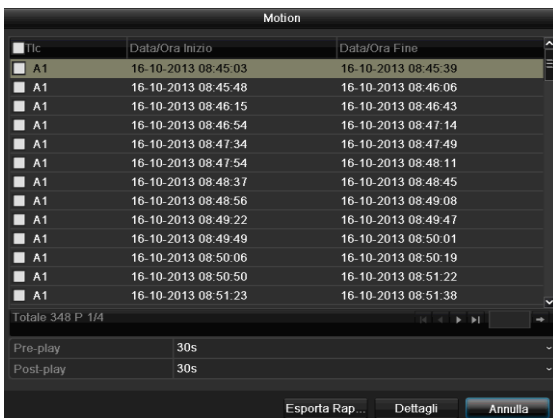 Motion
Tlc Data/Ora Inizio Data/Ora Fine
A1 16-10-2013 08:45:03 16-10-2013 08:45:39
A1 16-10-2013 08:45:48 16-10-2013 08:46:06
A1 16-10-2013 08:46:15 16-10-2013 08:46:43
A1 16-10-2013 08:46:54 16-10-2013 08:47:14
A1 16-10-2013 08:47:34 16-10-2013 08:47:49
A1 16-10-2013 08:47:54 16-10-2013 08:48:11
A1 16-10-2013 08:48:37 16-10-2013 08:48:45
A1 16-10-2013 08:48:56 16-10-2013 08:49:08
A1 16-10-2013 08:49:22 16-10-2013 08:49:47
A1 16-10-2013 08:49:49 16-10-2013 08:50:01
A1 16-10-2013 08:50:06 16-10-2013 08:50:19
A1 16-10-2013 08:50:50 16-10-2013 08:51:22
A1 16-10-2013 08:51:23 16-10-2013 08:51:38
Totale 348 P 1/4
Pre-play 30s
Post-play 30s
Esporta Rap... Dettagli Annulla